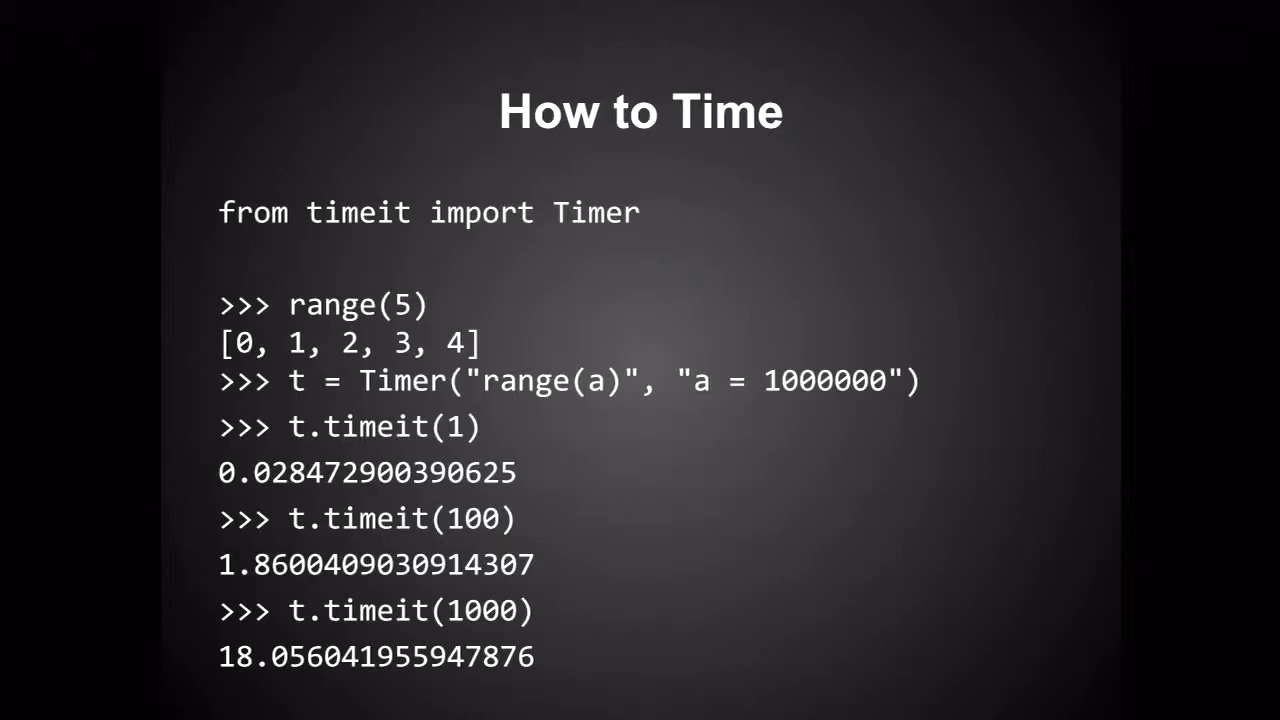 How to Time
from timeit import Timer
>>> range(5)
[0, 1, 2, 3, 4]
>>> t = Timer("range(a)", "a = 1000000")
>>> t.timeit(1)
0.028472900390625
>>> t.timeit(100)
1.8600409030914307
>>> t.timeit(1000)
18.056041955947876